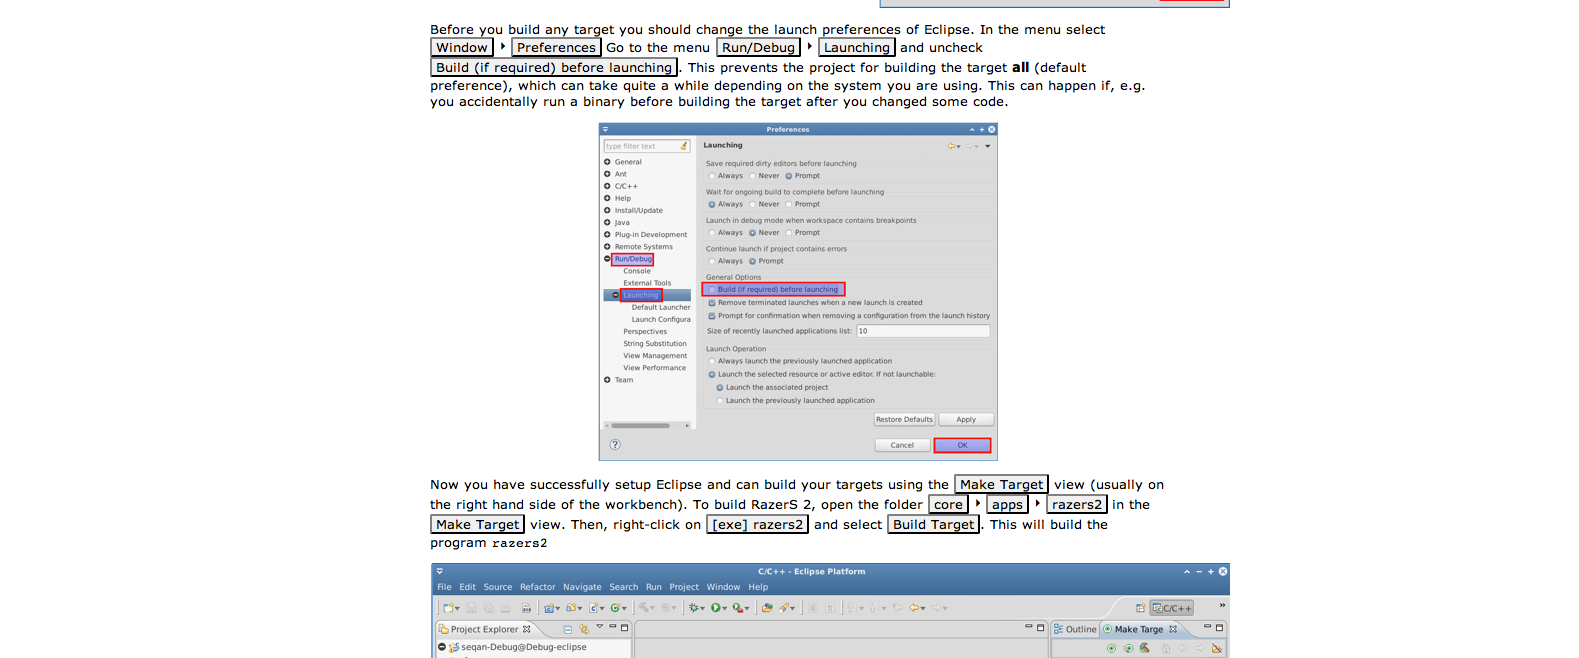 Before you build any target you should change the launch preferences of Eclipse. In the menu select
Window Preferences Go to the menu Run/Debug Launching and uncheck
Build (if required) before launching. This prevents the project for building the target all (default
preference), which can take quite a while depending on the system you are using. This can happen if, e.g.
you accidentally run a binary before building the target after you changed some code.
Preferences
type filter text
General
Ant
C/C++
Help
Install/Update
Java
Plug-in Development
Remote Systems
Run/Debug
Console
External Tools
Launching
Default Launcher
Launch Configura
Perspectives
String Substitution
View Management
View Performance
Team
Launching
Save required dirty editors before launching
Always Never Prompt
Wait for ongoing build to complete before launching
Always Never Prompt
Launch in debug mode when workspace contains breakpoints
Always Never Prompt
Continue launch if project contains errors
Always Prompt
General Options
Build (if required) before launching
Remove terminated launches when a new launch is created
Prompt for confirmation when removing a configuration from the launch history
Size of recently launched applications list: 10
Launch Operation
Always launch the previously launched application
Launch the selected resource or active editor. If not launchable:
Launch the associated project
Launch the previously launched application
Restore Defaults Apply
Cancel OK
Now you have successfully setup Eclipse and can build your targets using the Make Target view (usually on
the right hand side of the workbench). To build RazerS 2, open the folder core apps razers2 in the
Make Target view. Then, right-click on [exe] razers2 and select Build Target. This will build the
program razers2
C/C++ - Eclipse Platform
File Edit Source Refactor Navigate Search Run Project Window Help
C/C++
Project Explorer
Outline Make Targe
seqan-Debug@Debug-eclipse